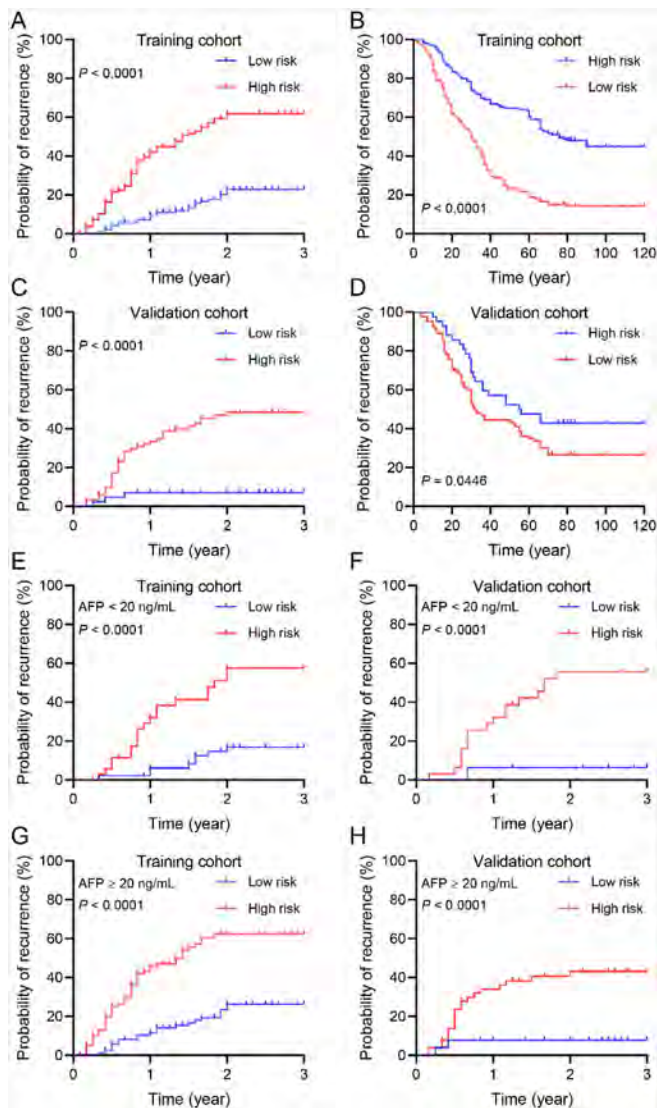 A
Training cohort
P < 0.0001
Low risk
High risk
Probability of recurrence (%)
100
80
60
40
20
0
0 1 2 3
Time (year)
B
Training cohort
High risk
Low risk
P < 0.0001
Probability of recurrence (%)
100
80
60
40
20
0
0 20 40 60 80 100 120
Time (year)
C
Validation cohort
P < 0.0001
Low risk
High risk
Probability of recurrence (%)
100
80
60
40
20
0
0 1 2 3
Time (year)
D
Validation cohort
High risk
Low risk
P = 0.0446
Probability of recurrence (%)
100
80
60
40
20
0
0 20 40 60 80 100 120
Time (year)
E
Training cohort
AFP < 20 ng/mL
P < 0.0001
Low risk
High risk
Probability of recurrence (%)
100
80
60
40
20
0
0 1 2 3
Time (year)
F
Validation cohort
AFP < 20 ng/mL
P < 0.0001
Low risk
High risk
Probability of recurrence (%)
100
80
60
40
20
0
0 1 2 3
Time (year)
G
Training cohort
AFP ≥ 20 ng/mL
P < 0.0001
Low risk
High risk
Probability of recurrence (%)
100
80
60
40
20
0
0 1 2 3
Time (year)
H
Validation cohort
AFP ≥ 20 ng/mL
P < 0.0001
Low risk
High risk
Probability of recurrence (%)
100
80
60
40
20
0
0 1 2 3
Time (year)